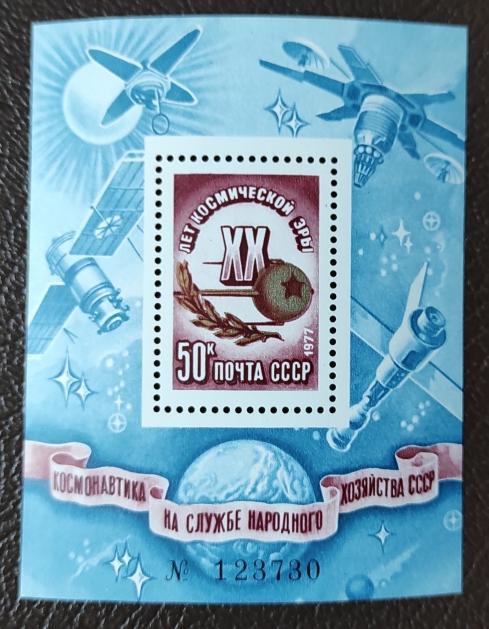 ЛЕТ КОСМИЧЕСКОЙ ЭРЫ
XX
50к
ПОЧТА СССР
1977
КОСМОНАВТИКА
НА СЛУЖБЕ НАРОДНОГО
ХОЗЯЙСТВА СССР
№ 123730